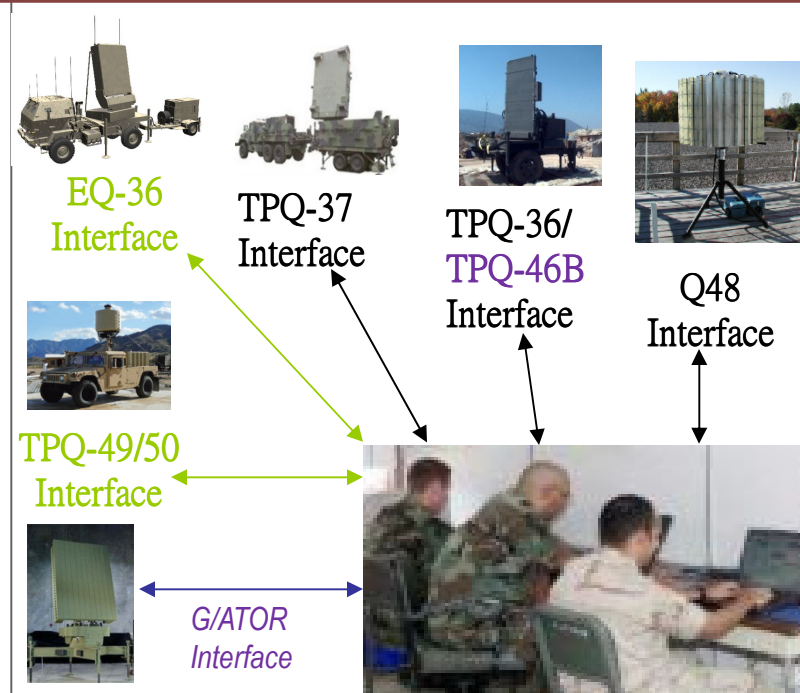 EQ-36
Interface
TPQ-37
Interface
TPQ-36/
TPQ-46B
Interface
Q48
Interface
TPQ-49/50
Interface
G/ATOR
Interface